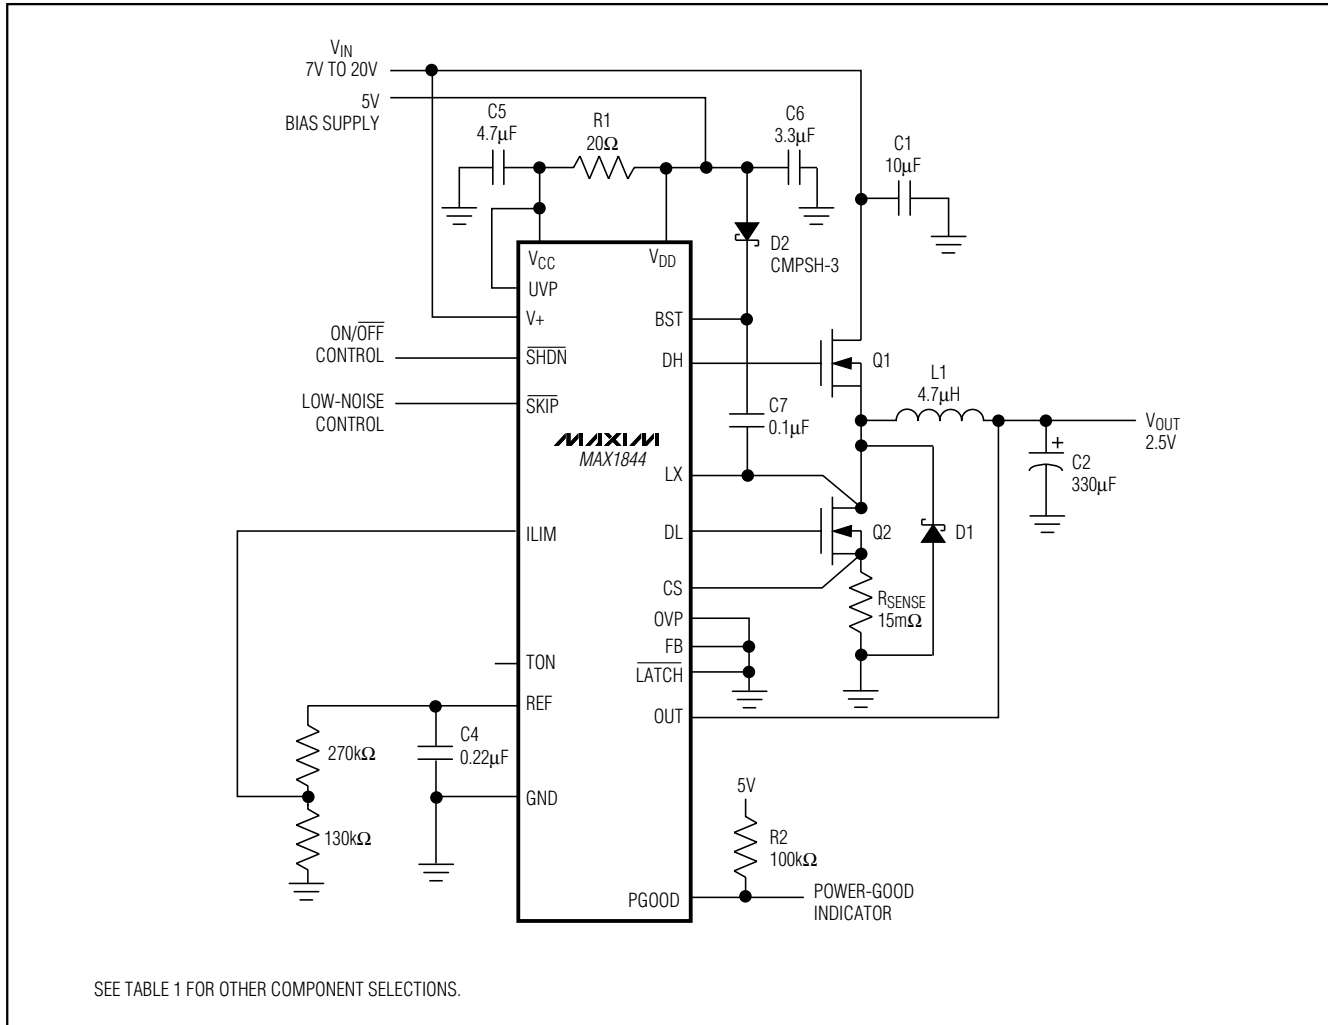 VIN
7V TO 20V
5V
BIAS SUPPLY
C5
4.7μF
R1
20Ω
C6
3.3μF
C1
10μF
D2
CMPSH-3
VCC
VDD
UVP
V+
BST
ON/OFF
CONTROL
SHDN
DH
Q1
L1
4.7μH
LOW-NOISE
CONTROL
SKIP
C7
0.1μF
VOUT
2.5V
MAXIM
MAX1844
+
C2
330μF
LX
ILIM
DL
Q2
D1
CS
RSENSE
15mΩ
OVP
FB
TON
LATCH
REF
OUT
270kΩ
C4
0.22μF
GND
5V
130kΩ
R2
100kΩ
PGOOD
POWER-GOOD
INDICATOR
SEE TABLE 1 FOR OTHER COMPONENT SELECTIONS.